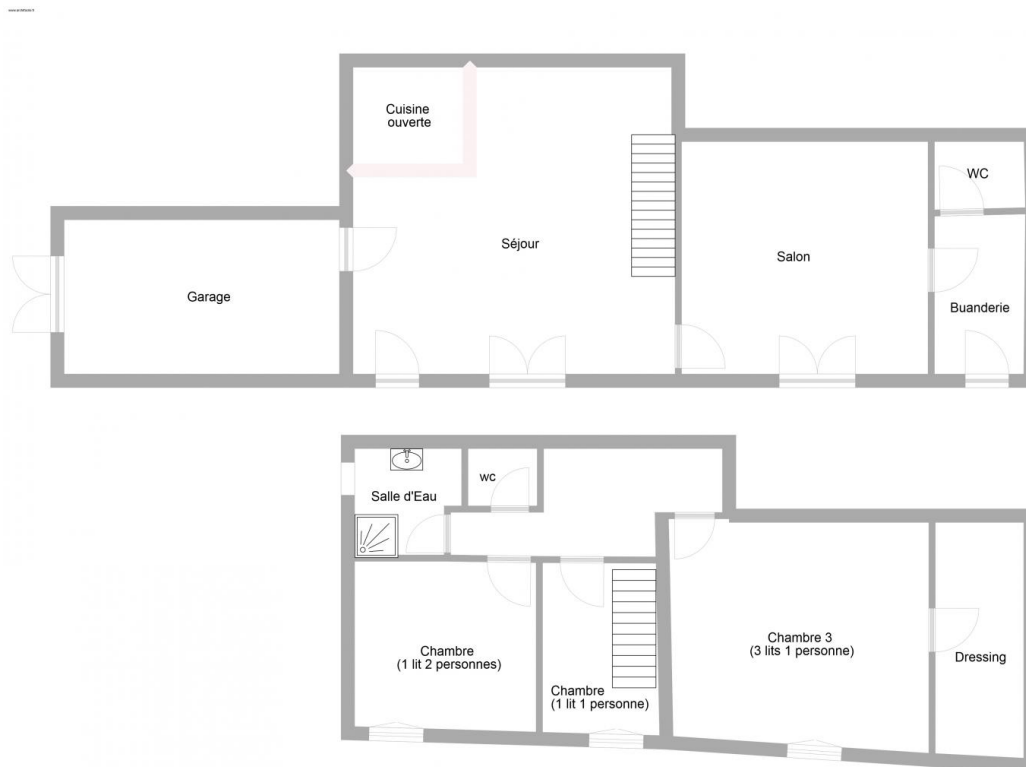 Cuisine
ouverte
WC
Séjour
Salon
Garage
Buanderie
wc
Salle d'Eau
Chambre
(1 lit 2 personnes)
Chambre
(1 lit 1 personne)
Chambre 3
(3 lits 1 personne)
Dressing